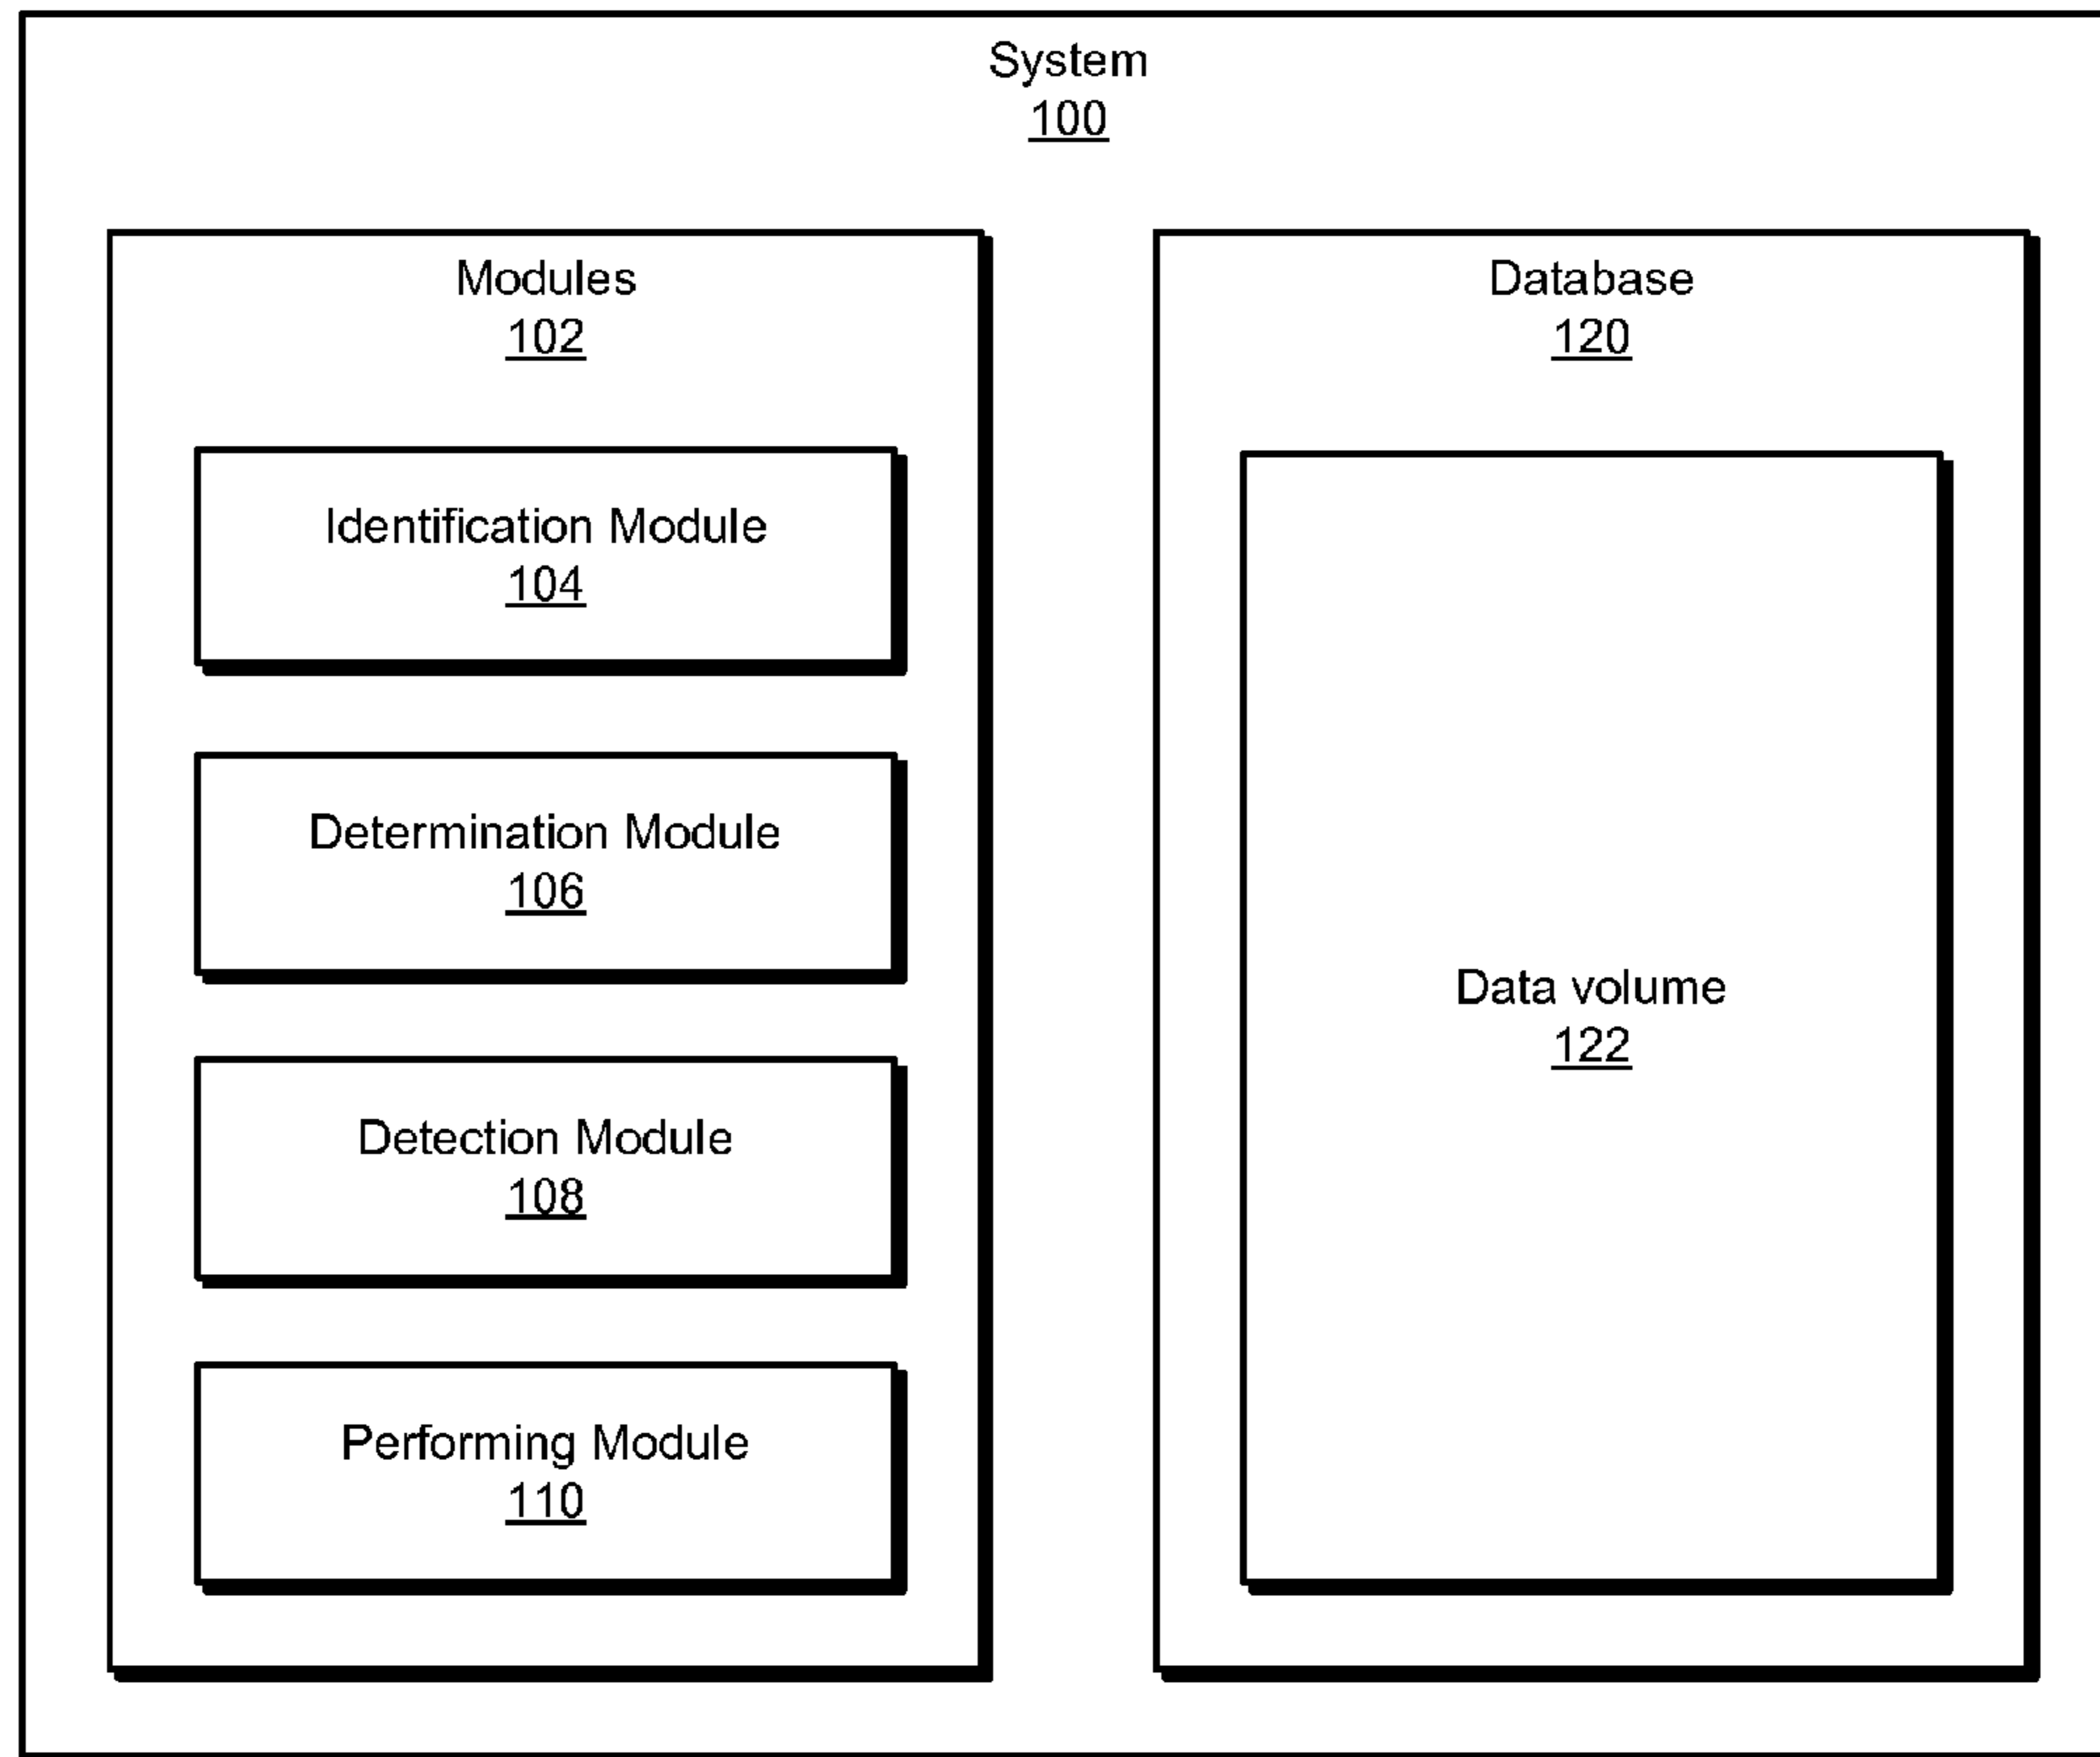 System
100
Modules
102
Identification Module
104
Determination Module
106
Detection Module
108
Performing Module
110
Database
120
Data volume
122